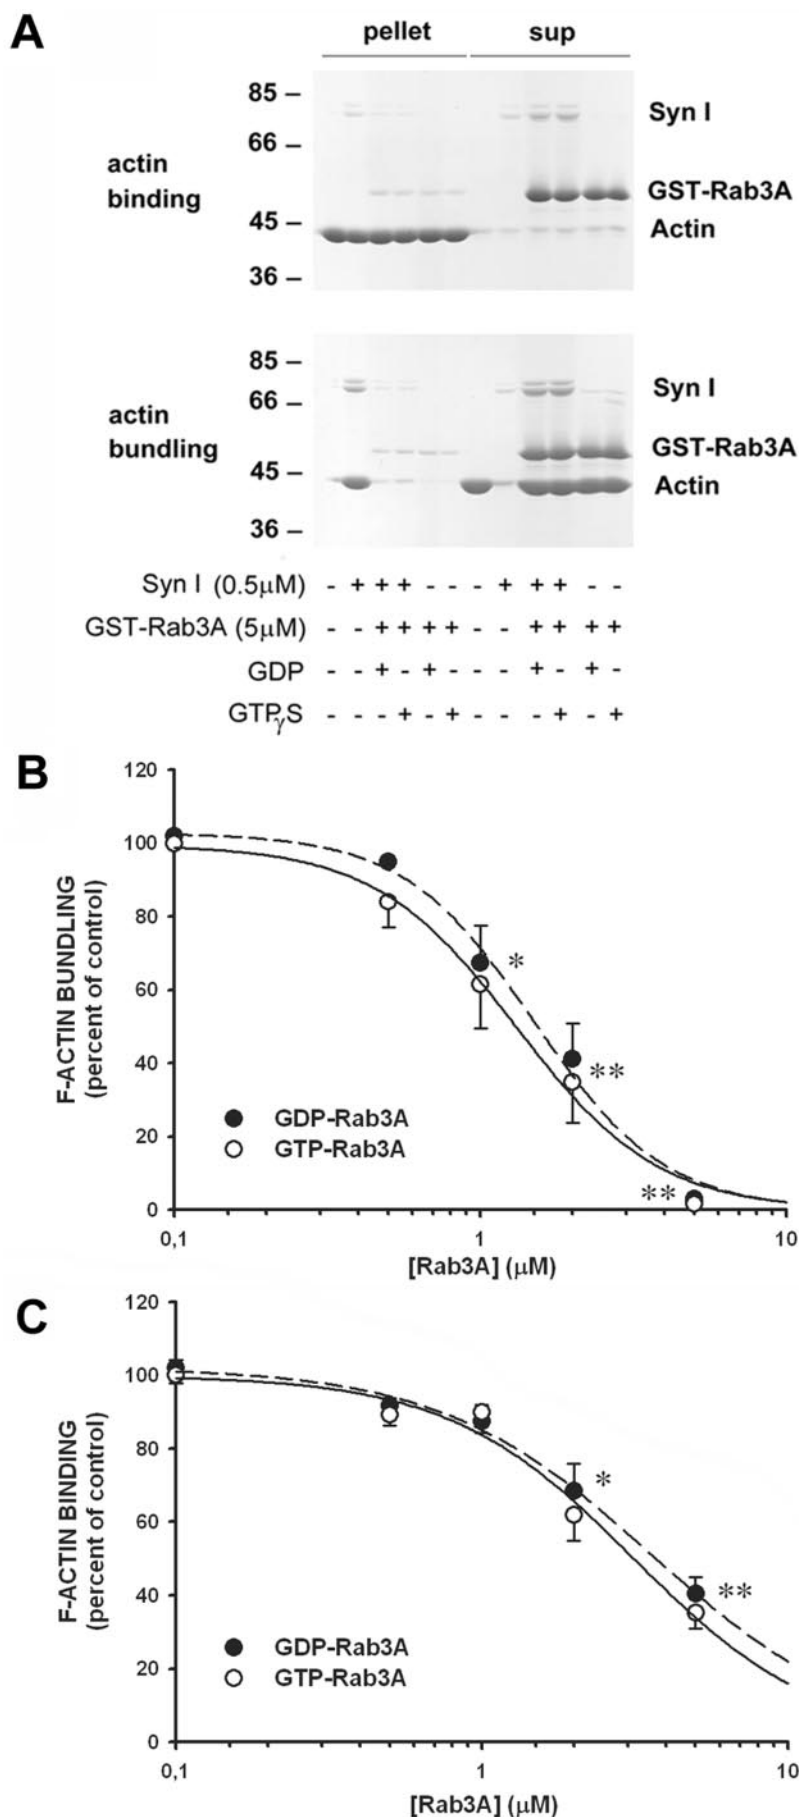 A
pellet sup
85 –
66 –
45 –
36 –
actin
binding
Syn I
GST-Rab3A
Actin
85 –
66 –
45 –
36 –
actin
bundling
Syn I
GST-Rab3A
Actin
Syn I (0.5μM) - + + + - - - + + + - -
GST-Rab3A (5μM) - - + + + + - - + + + +
GDP - - + - + - - - + - + -
GTPγS - - - + - + - - - + - +
B
120
100
80
60
40
20
0
F-ACTIN BUNDLING
(percent of control)
*
**
**
GDP-Rab3A
GTP-Rab3A
0,1 1 10
[Rab3A] (μM)
C
120
100
80
60
40
20
0
F-ACTIN BINDING
(percent of control)
*
**
GDP-Rab3A
GTP-Rab3A
0,1 1 10
[Rab3A] (μM)